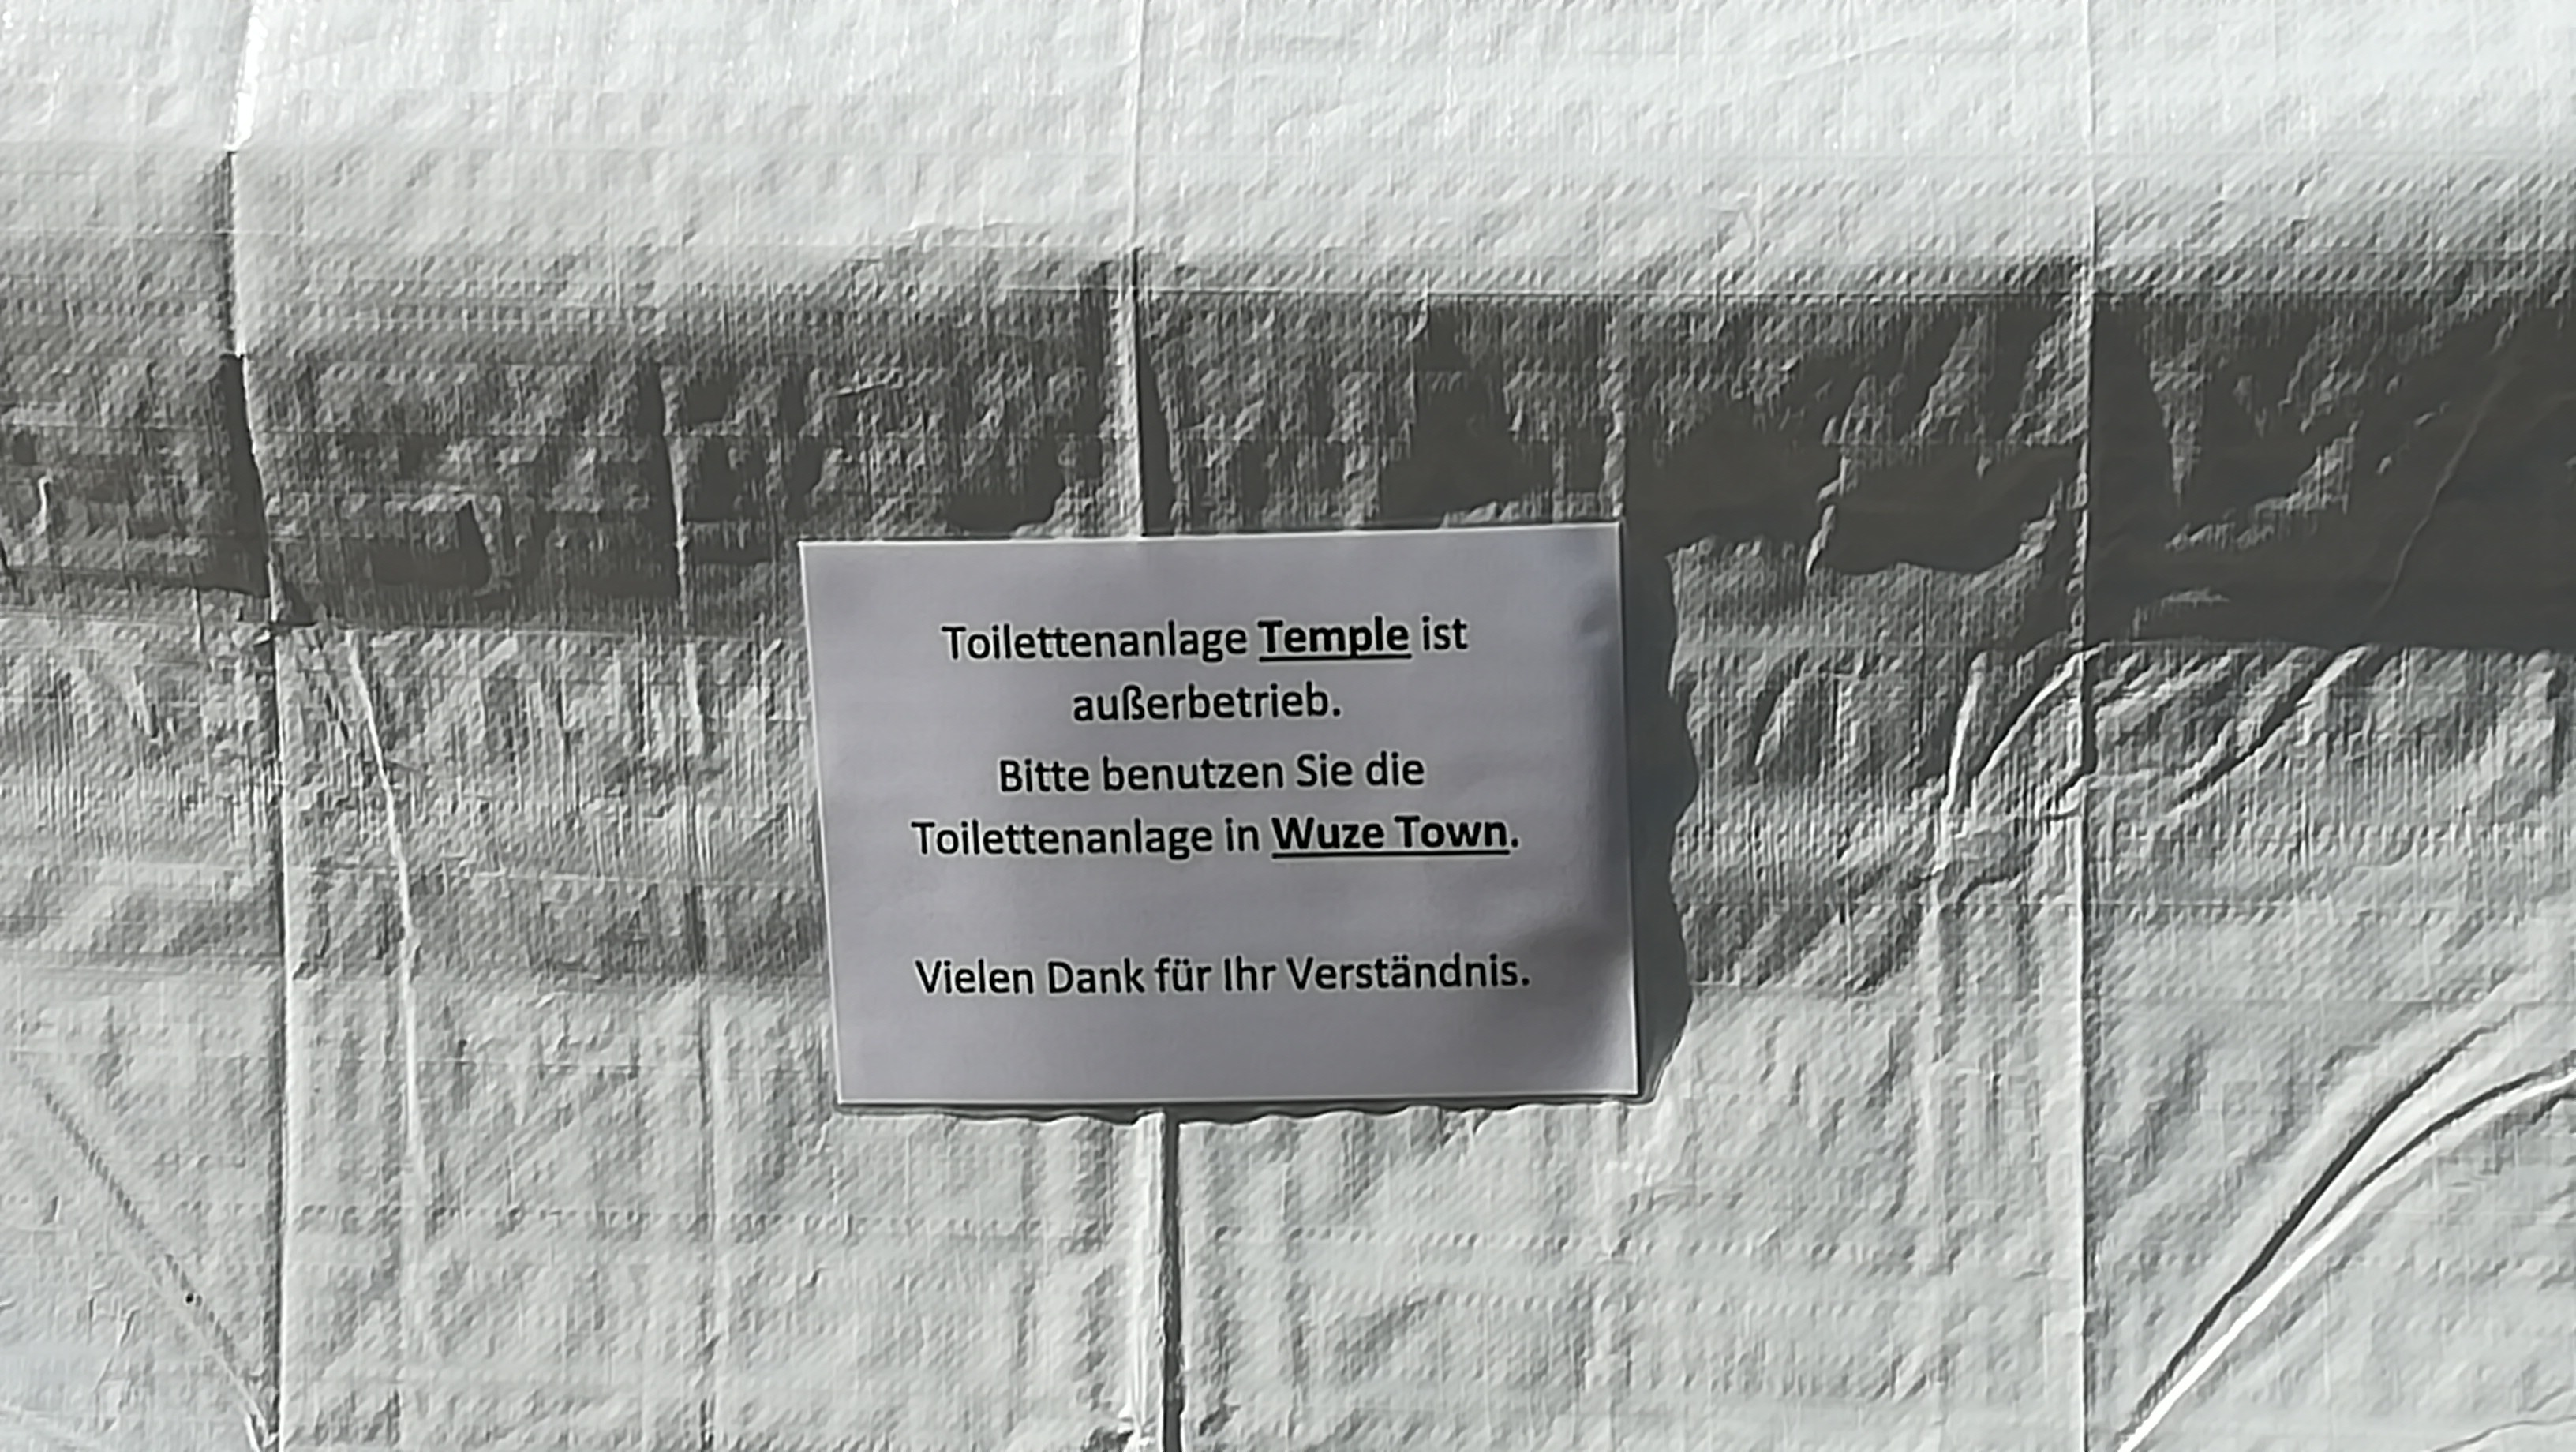 Toilettenanlage Temple ist
außerbetrieb.
Bitte benutzen Sie die
Toilettenanlage in Wuze Town.
Vielen Dank für Ihr Verständnis.